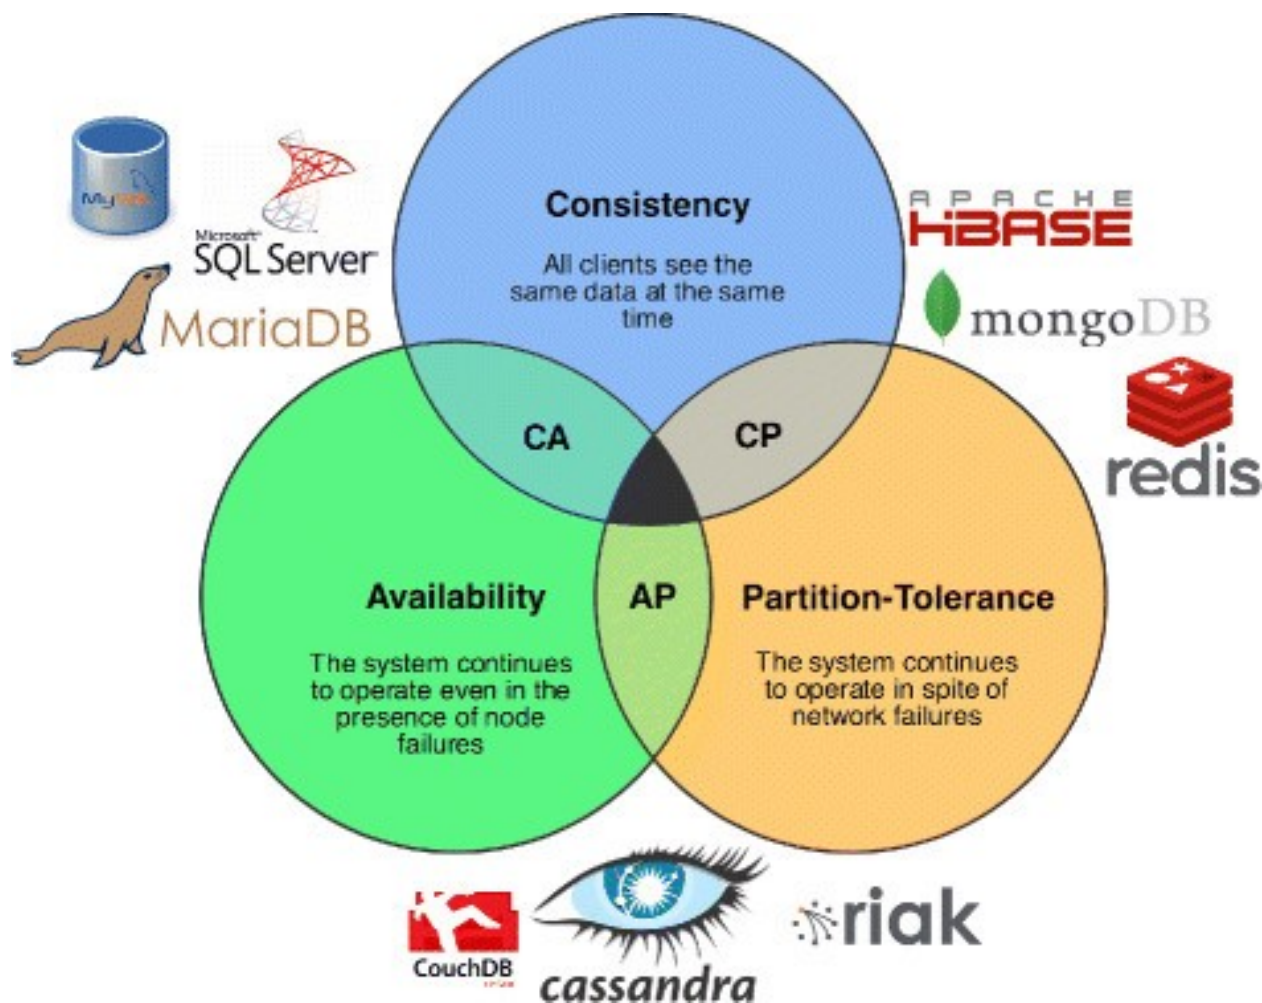 MySQL
Microsoft®
SQL Server
MariaDB
Consistency
All clients see the
same data at the same
time
APACHE
HBASE
mongoDB
redis
CA
CP
Availability
The system continues
to operate even in the
presence of node
failures
AP
Partition-Tolerance
The system continues
to operate in spite of
network failures
CouchDB
cassandra
riak